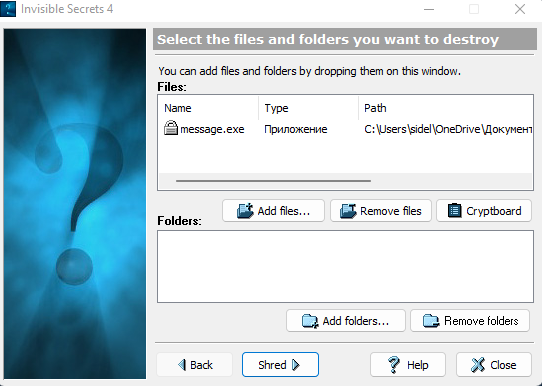 Invisible Secrets 4
Select the files and folders you want to destroy
You can add files and folders by dropping them on this window.
Files:
Name Type Path
message.exe Приложение C:\Users\sidel\OneDrive\Документ
Add files... Remove files Cryptboard
Folders:
Add folders... Remove folders
Back Shred Help Close